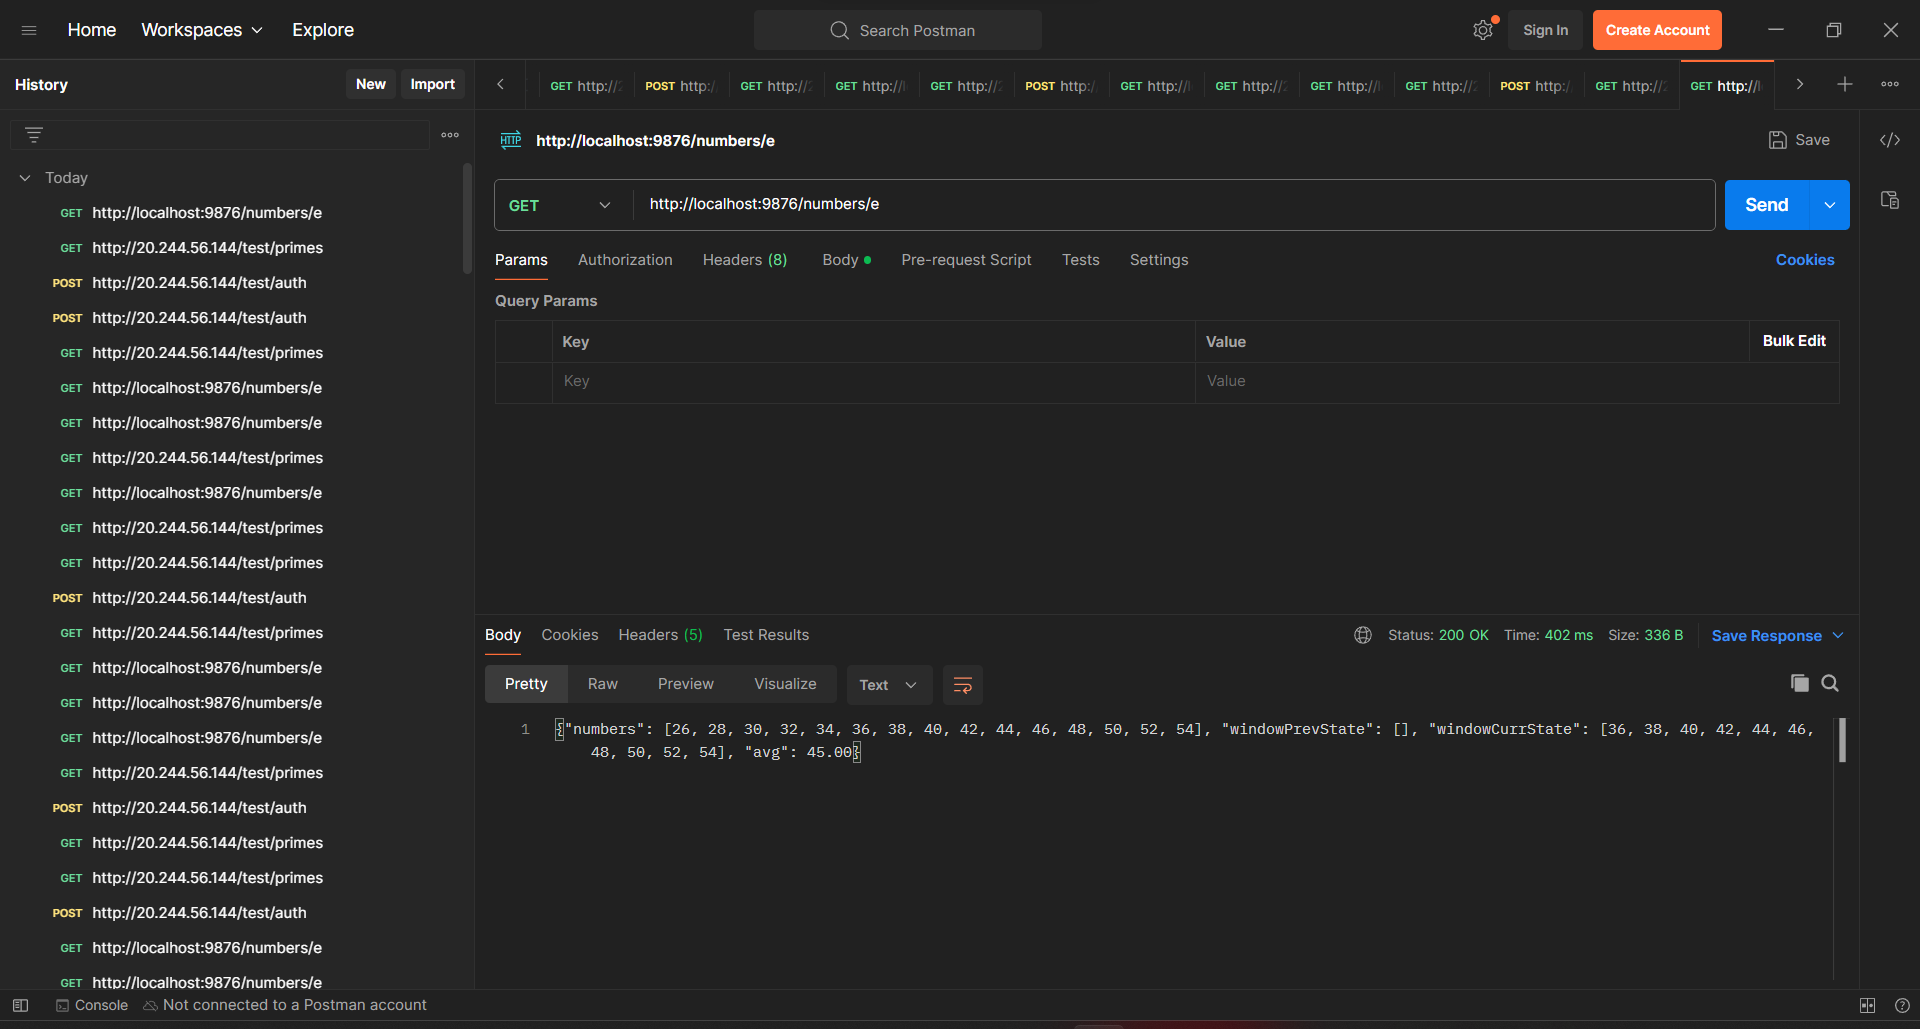 Home Workspaces Explore Search Postman Sign In Create Account
History New Import
GET http://2 POST http:/ GET http://2 GET http://l GET http://2 POST http:/ GET http://l GET http://2 GET http://l GET http://2 POST http:/ GET http://2 GET http://l
HTTP http://localhost:9876/numbers/e Save
Today
GET http://localhost:9876/numbers/e
GET http://20.244.56.144/test/primes
POST http://20.244.56.144/test/auth
POST http://20.244.56.144/test/auth
GET http://20.244.56.144/test/primes
GET http://localhost:9876/numbers/e
GET http://localhost:9876/numbers/e
GET http://20.244.56.144/test/primes
GET http://localhost:9876/numbers/e
GET http://20.244.56.144/test/primes
GET http://20.244.56.144/test/primes
POST http://20.244.56.144/test/auth
GET http://20.244.56.144/test/primes
GET http://localhost:9876/numbers/e
GET http://localhost:9876/numbers/e
GET http://localhost:9876/numbers/e
GET http://20.244.56.144/test/primes
POST http://20.244.56.144/test/auth
GET http://20.244.56.144/test/primes
GET http://20.244.56.144/test/primes
POST http://20.244.56.144/test/auth
GET http://localhost:9876/numbers/e
GET http://localhost:9876/numbers/e
GET http://localhost:9876/numbers/e Send
Params Authorization Headers (8) Body Pre-request Script Tests Settings Cookies
Query Params
Key Value Bulk Edit
Key Value
Body Cookies Headers (5) Test Results Status: 200 OK Time: 402 ms Size: 336 B Save Response
Pretty Raw Preview Visualize Text
1 {"numbers": [26, 28, 30, 32, 34, 36, 38, 40, 42, 44, 46, 48, 50, 52, 54], "windowPrevState": [], "windowCurrState": [36, 38, 40, 42, 44, 46,
48, 50, 52, 54], "avg": 45.00}
Console Not connected to a Postman account